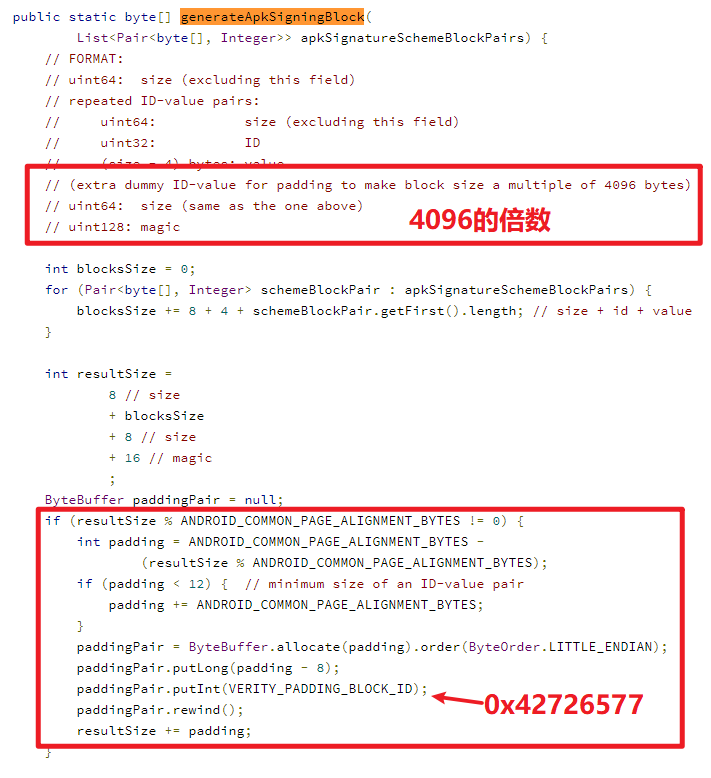 public static byte[] generateApkSigningBlock(
        List<Pair<byte[], Integer>> apkSignatureSchemeBlockPairs) {
    // FORMAT:
    // uint64:  size (excluding this field)
    // repeated ID-value pairs:
    //     uint64:           size (excluding this field)
    //     uint32:           ID
    //     (size - 4) bytes: value
    // (extra dummy ID-value for padding to make block size a multiple of 4096 bytes)
    // uint64:  size (same as the one above)
    // uint128: magic
4096的倍数
    int blocksSize = 0;
    for (Pair<byte[], Integer> schemeBlockPair : apkSignatureSchemeBlockPairs) {
        blocksSize += 8 + 4 + schemeBlockPair.getFirst().length; // size + id + value
    }
    int resultSize =
            8 // size
            + blocksSize
            + 8 // size
            + 16 // magic
            ;
    ByteBuffer paddingPair = null;
    if (resultSize % ANDROID_COMMON_PAGE_ALIGNMENT_BYTES != 0) {
        int padding = ANDROID_COMMON_PAGE_ALIGNMENT_BYTES -
                (resultSize % ANDROID_COMMON_PAGE_ALIGNMENT_BYTES);
        if (padding < 12) {  // minimum size of an ID-value pair
            padding += ANDROID_COMMON_PAGE_ALIGNMENT_BYTES;
        }
        paddingPair = ByteBuffer.allocate(padding).order(ByteOrder.LITTLE_ENDIAN);
        paddingPair.putLong(padding - 8);
        paddingPair.putInt(VERITY_PADDING_BLOCK_ID);
0x42726577
        paddingPair.rewind();
        resultSize += padding;
    }